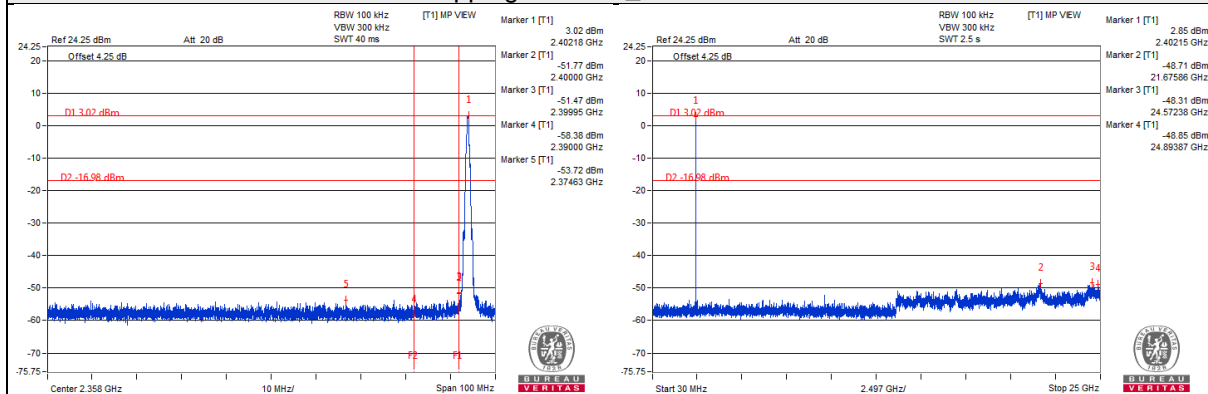 RBW 100 kHz [T1] MP VIEW
VBW 300 kHz
Ref 24.25 dBm Att 20 dB SWT 40 ms
Offset 4.25 dB
Marker 1 [T1]
3.02 dBm
2.40218 GHz
Marker 2 [T1]
-51.77 dBm
2.40000 GHz
Marker 3 [T1]
-51.47 dBm
2.39995 GHz
Marker 4 [T1]
-58.38 dBm
2.39000 GHz
Marker 5 [T1]
-53.72 dBm
2.37463 GHz
24.25
20
10
0
-10
-20
-30
-40
-50
-60
-70
-75.75
D1 3.02 dBm
D2 -16.98 dBm
1
5
4
F2
F1
Center 2.358 GHz 10 MHz/ Span 100 MHz
BUREAU
VERITAS
RBW 100 kHz [T1] MP VIEW
VBW 300 kHz
Ref 24.25 dBm Att 20 dB SWT 2.5 s
Offset 4.25 dB
Marker 1 [T1]
2.85 dBm
2.40215 GHz
Marker 2 [T1]
-48.71 dBm
21.67586 GHz
Marker 3 [T1]
-48.31 dBm
24.57238 GHz
Marker 4 [T1]
-48.85 dBm
24.89387 GHz
24.25
20
10
0
-10
-20
-30
-40
-50
-60
-70
-75.75
D1 3.02 dBm
D2 -16.98 dBm
1
2
3
4
Start 30 MHz 2.497 GHz/ Stop 25 GHz
BUREAU
VERITAS